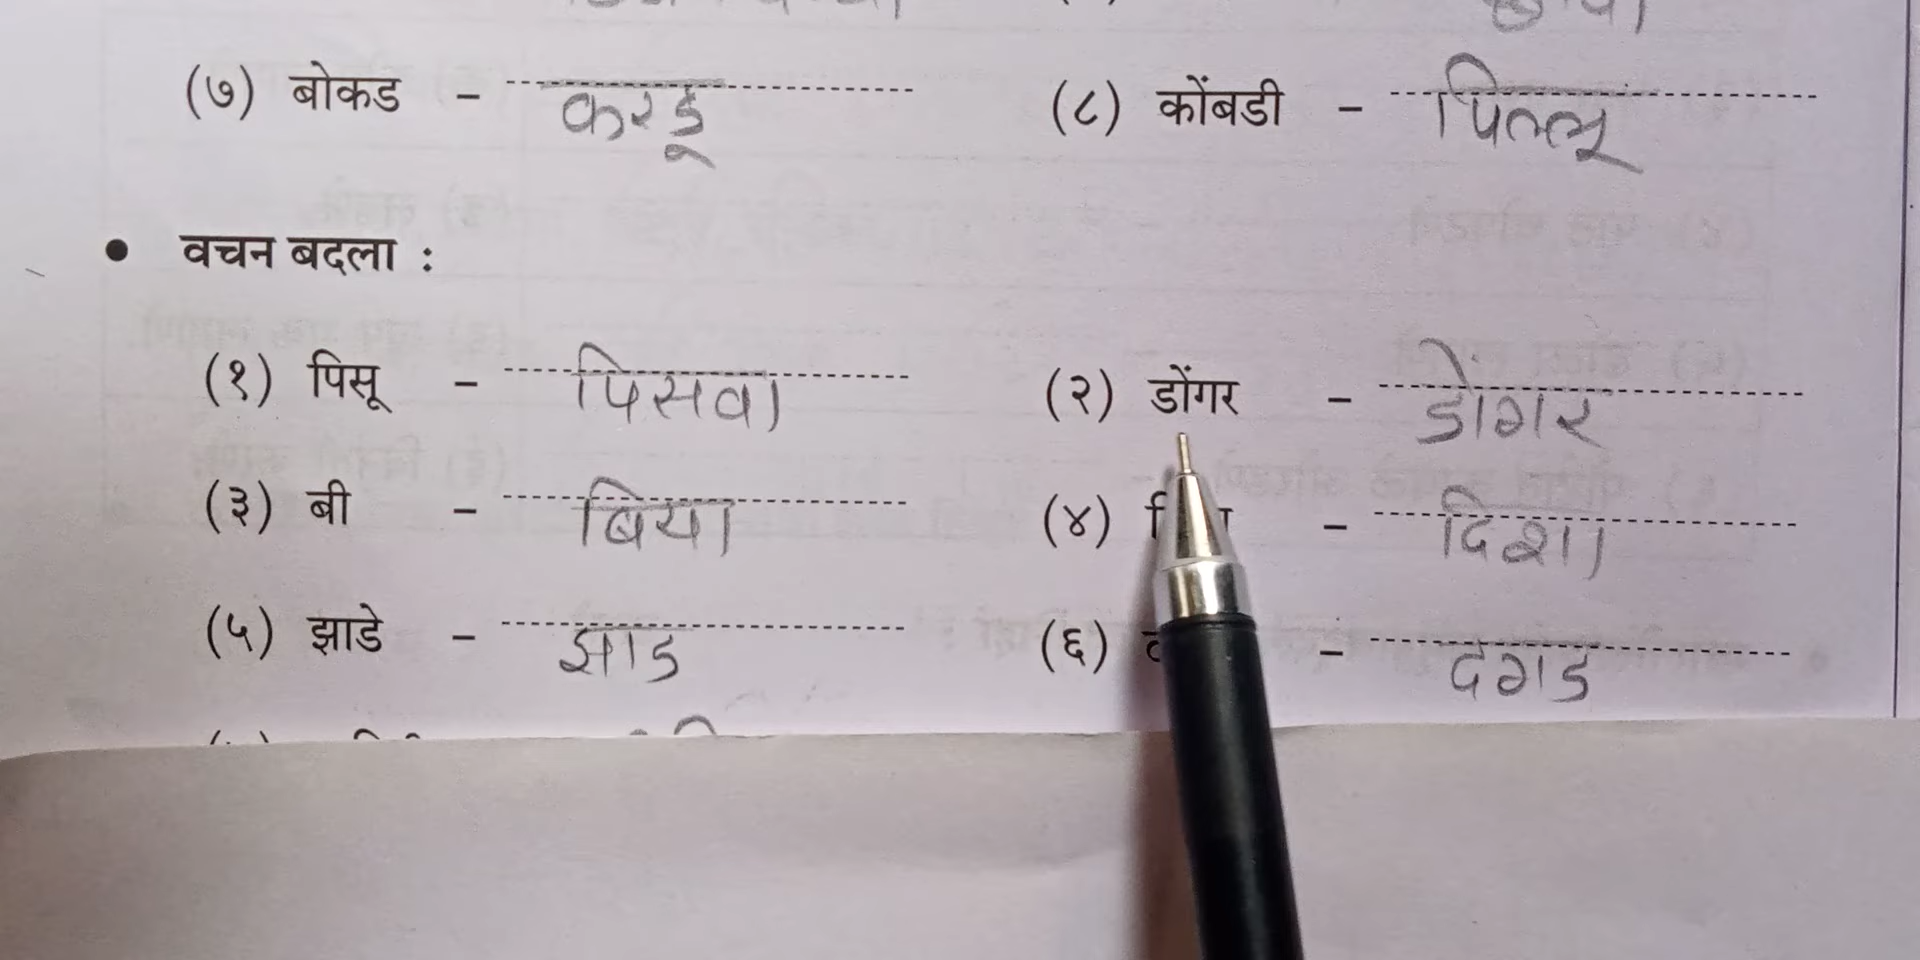 (७) बोकड - करडू (८) कोंबडी - पिल्लू
• वचन बदला :
(१) पिसू - पिसवा (२) डोंगर - डोंगर
(३) बी - बिया (४) - दिशा
(५) झाडे - झाड (६) - दगड